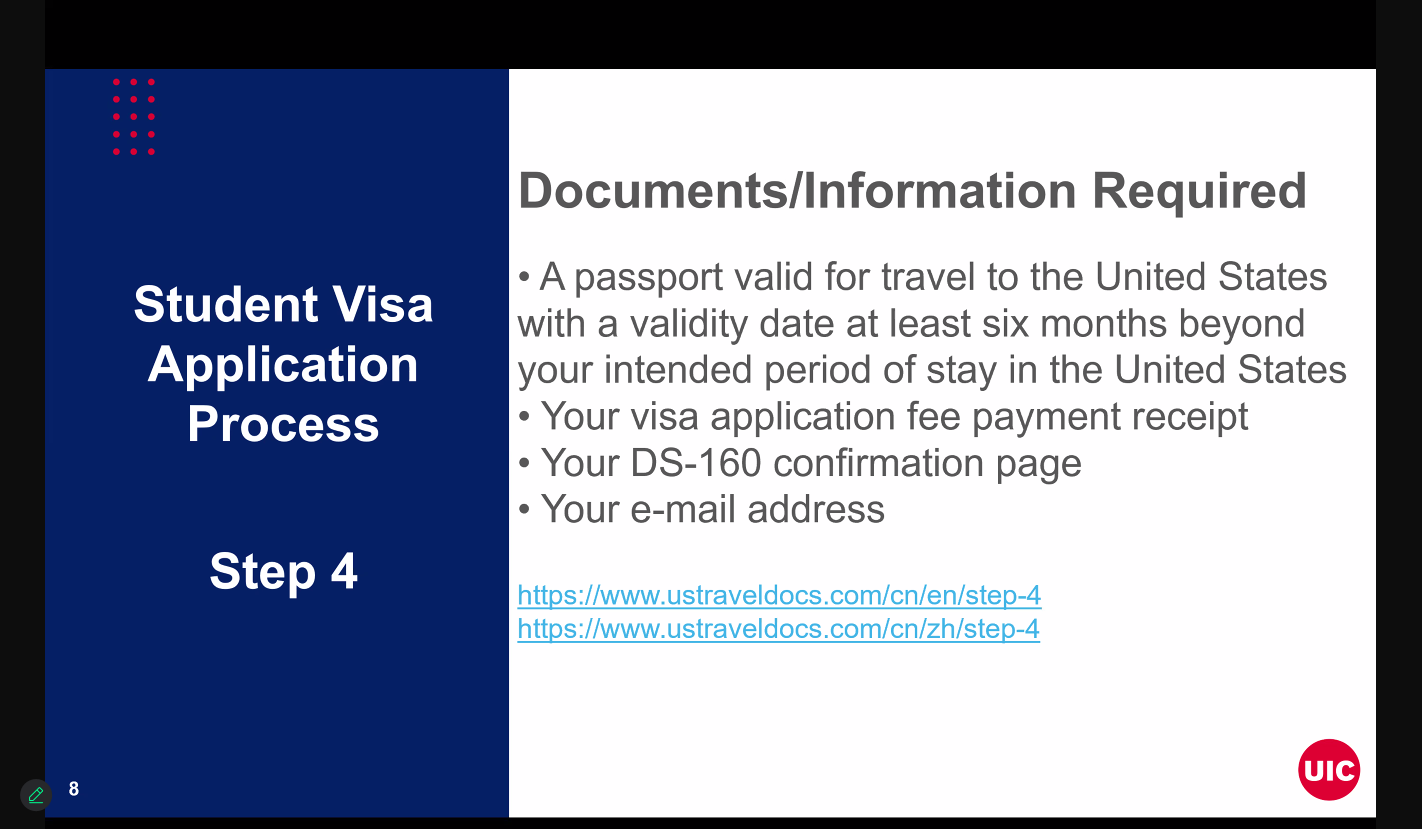 Student Visa
Application
Process
Step 4
Documents/Information Required
• A passport valid for travel to the United States
with a validity date at least six months beyond
your intended period of stay in the United States
• Your visa application fee payment receipt
• Your DS-160 confirmation page
• Your e-mail address
https://www.ustraveldocs.com/cn/en/step-4
https://www.ustraveldocs.com/cn/zh/step-4
8
UIC